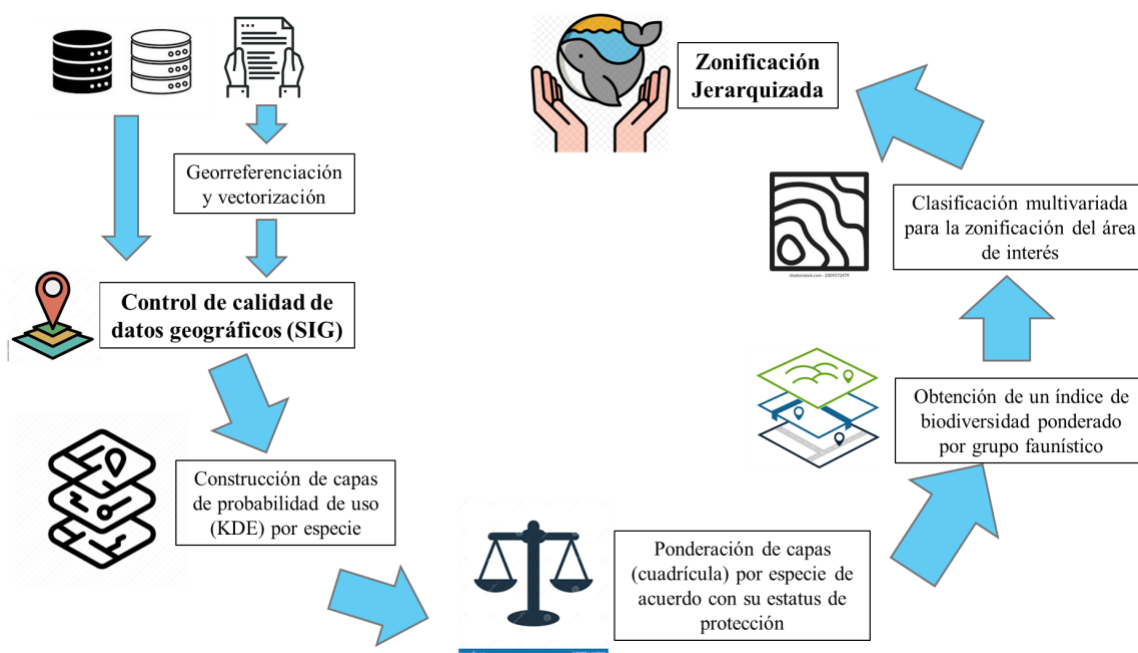 Georreferenciación
y vectorización
Control de calidad de
datos geográficos (SIG)
Construcción de capas
de probabilidad de uso
(KDE) por especie
Ponderación de capas
(cuadrícula) por especie de
acuerdo con su estatus de
protección
Obtención de un índice de
biodiversidad ponderado
por grupo faunístico
Clasificación multivariada
para la zonificación del área
de interés
Zonificación
Jerarquizada